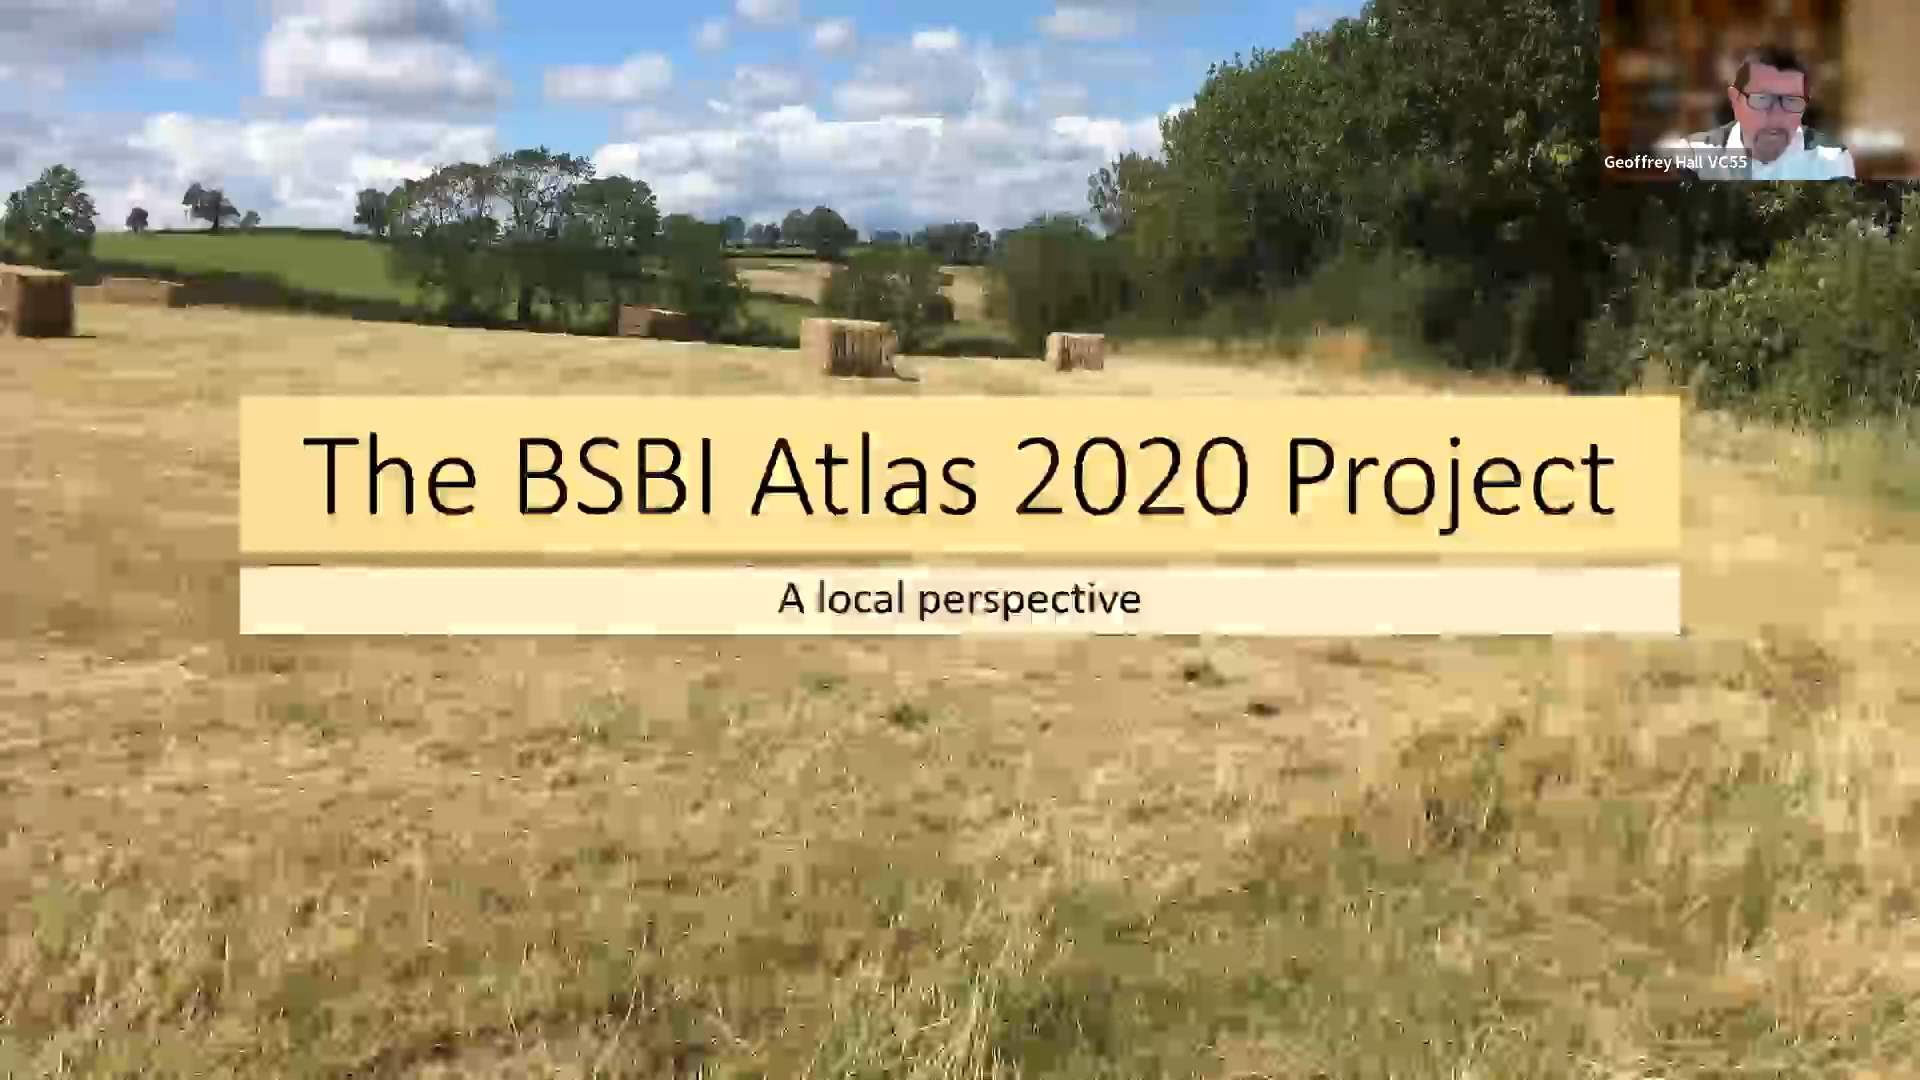 Geoffrey Hall VC55
The BSBI Atlas 2020 Project
A local perspective